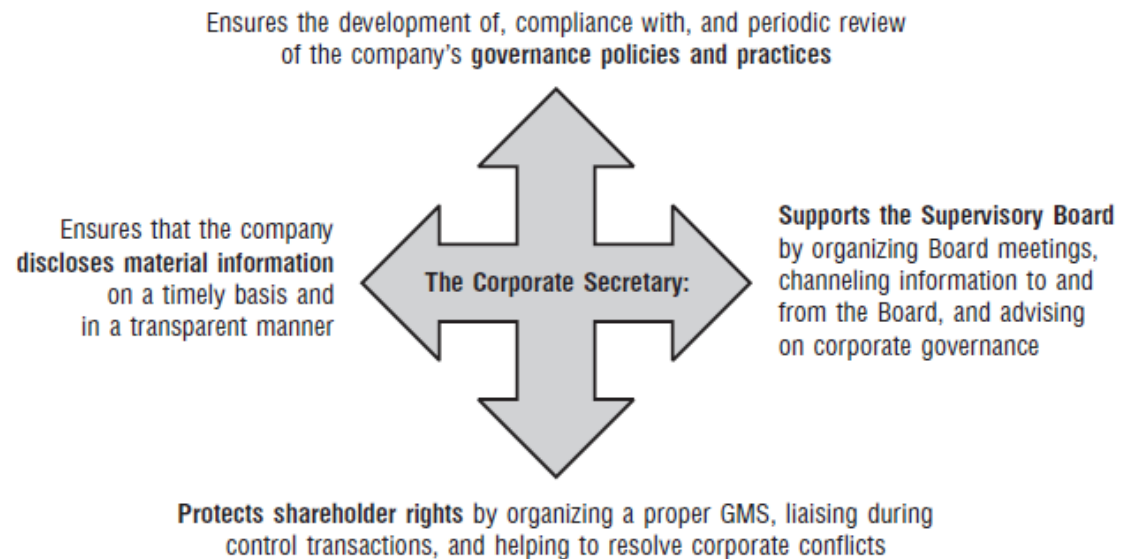 Ensures the development of, compliance with, and periodic review
of the company's governance policies and practices
Ensures that the company
discloses material information
on a timely basis and
in a transparent manner
The Corporate Secretary:
Supports the Supervisory Board
by organizing Board meetings,
channeling information to and
from the Board, and advising
on corporate governance
Protects shareholder rights by organizing a proper GMS, liaising during
control transactions, and helping to resolve corporate conflicts